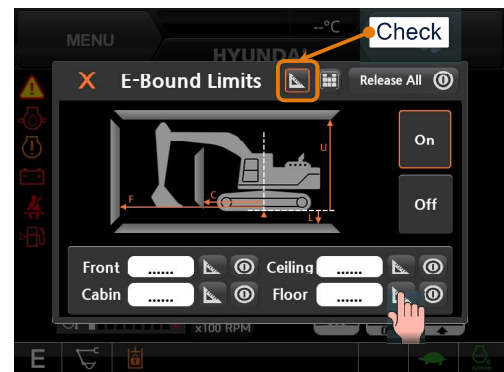 --°C
Check
MENU
HYUNDAI
X E-Bound Limits Release All
U
On
C
F
L
Off
Front ...... Ceiling ......
Cabin ...... Floor ......
x100 RPM
E